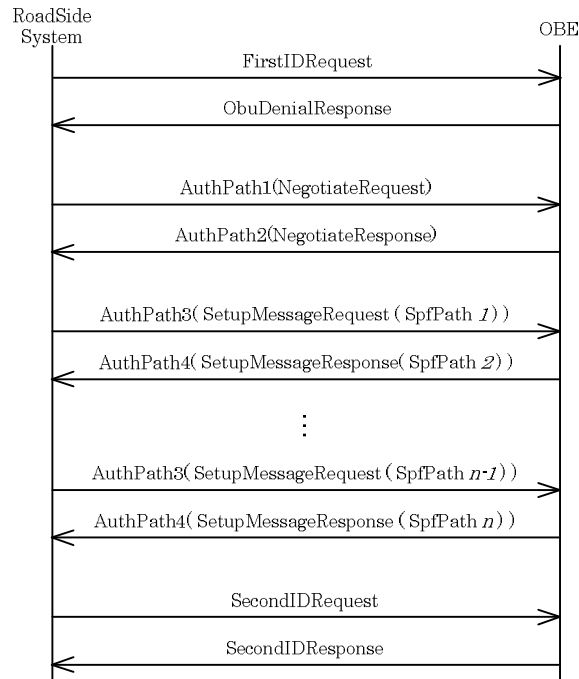 RoadSide
System
OBE
FirstIDRequest
ObuDenialResponse
AuthPath1(NegotiateRequest)
AuthPath2(NegotiateResponse)
AuthPath3( SetupMessageRequest ( SpfPath 1) )
AuthPath4( SetupMessageResponse( SpfPath 2) )
⋮
AuthPath3( SetupMessageRequest ( SpfPath n-1) )
AuthPath4( SetupMessageResponse ( SpfPath n) )
SecondIDRequest
SecondIDResponse